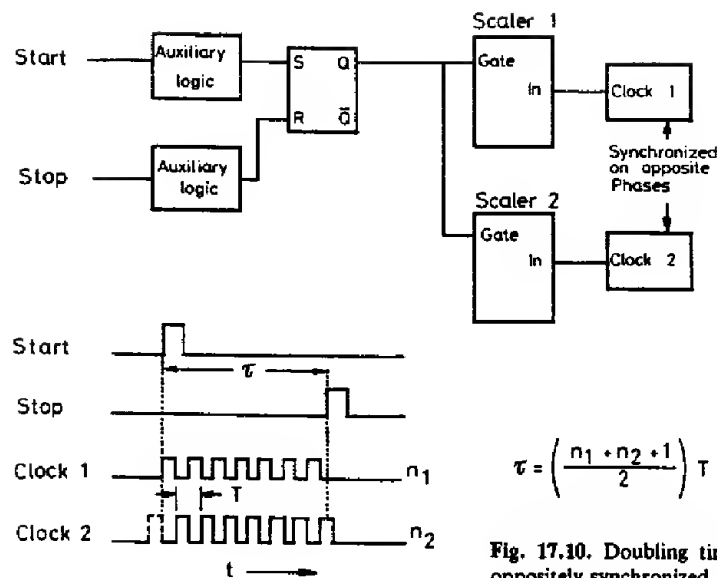 Scaler 1
Start
Auxiliary
logic
S Q
R Q̄
Gate
In
Clock 1
Synchronized
on opposite
Phases
Stop
Auxiliary
logic
Scaler 2
Gate
In
Clock 2
Start
τ
Stop
Clock 1
n₁
T
Clock 2
n₂
t
τ = ( n₁ + n₂ + 1 / 2 ) T
Fig. 17.10. Doubling tim
oppositely synchronized